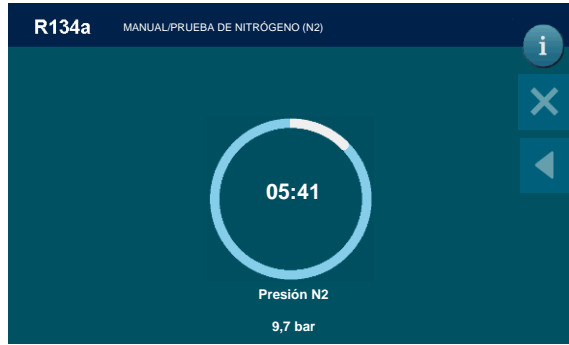 R134a MANUAL/PRUEBA DE NITRÓGENO (N2)
i
05:41
Presión N2
9,7 bar